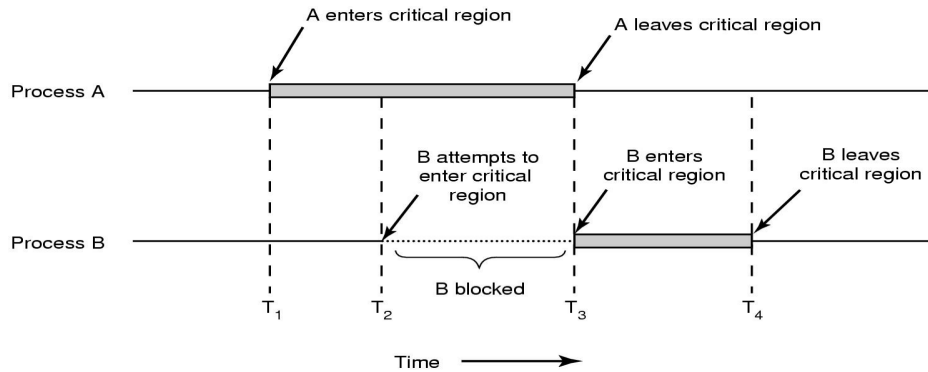 A enters critical region
A leaves critical region
Process A
B attempts to
enter critical
region
B enters
critical region
B leaves
critical region
Process B
B blocked
T1
T2
T3
T4
Time